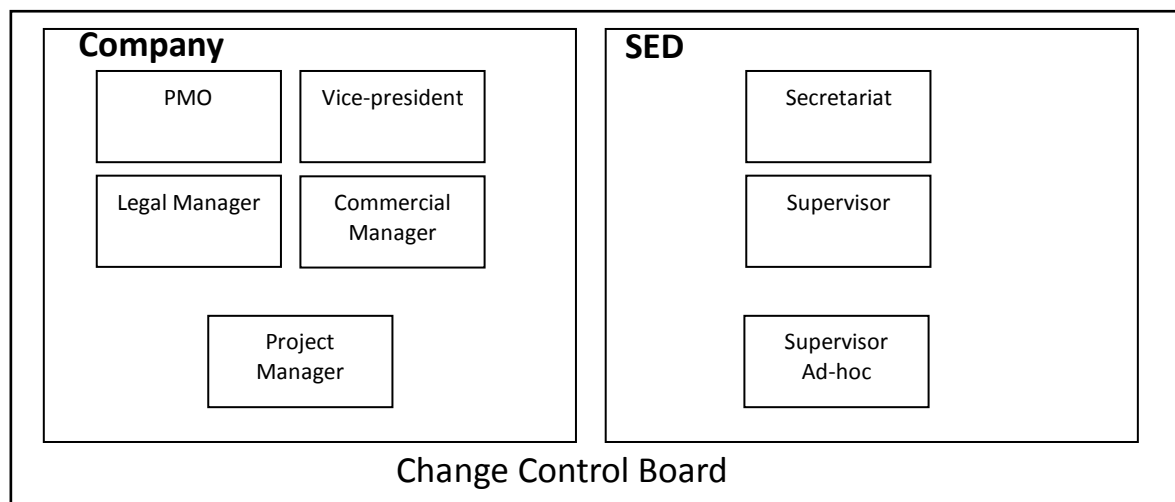 Company
PMO
Vice-president
Legal Manager
Commercial
Manager
Project
Manager
SED
Secretariat
Supervisor
Supervisor
Ad-hoc
Change Control Board